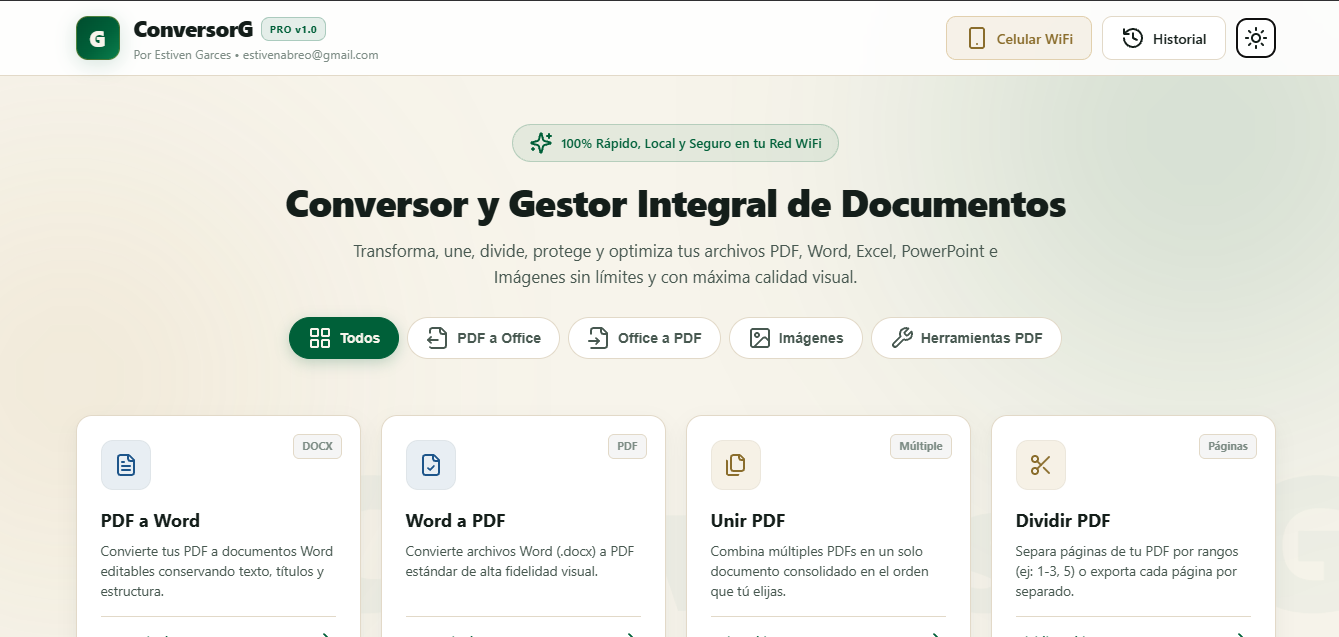 G
ConversorG
PRO v1.0
Por Estiven Garces • estivenabreo@gmail.com
Celular WiFi
Historial
100% Rápido, Local y Seguro en tu Red WiFi
Conversor y Gestor Integral de Documentos
Transforma, une, divide, protege y optimiza tus archivos PDF, Word, Excel, PowerPoint e
Imágenes sin límites y con máxima calidad visual.
Todos
PDF a Office
Office a PDF
Imágenes
Herramientas PDF
DOCX
PDF a Word
Convierte tus PDF a documentos Word
editables conservando texto, títulos y
estructura.
PDF
Word a PDF
Convierte archivos Word (.docx) a PDF
estándar de alta fidelidad visual.
Múltiple
Unir PDF
Combina múltiples PDFs en un solo
documento consolidado en el orden
que tú elijas.
Páginas
Dividir PDF
Separa páginas de tu PDF por rangos
(ej: 1-3, 5) o exporta cada página por
separado.